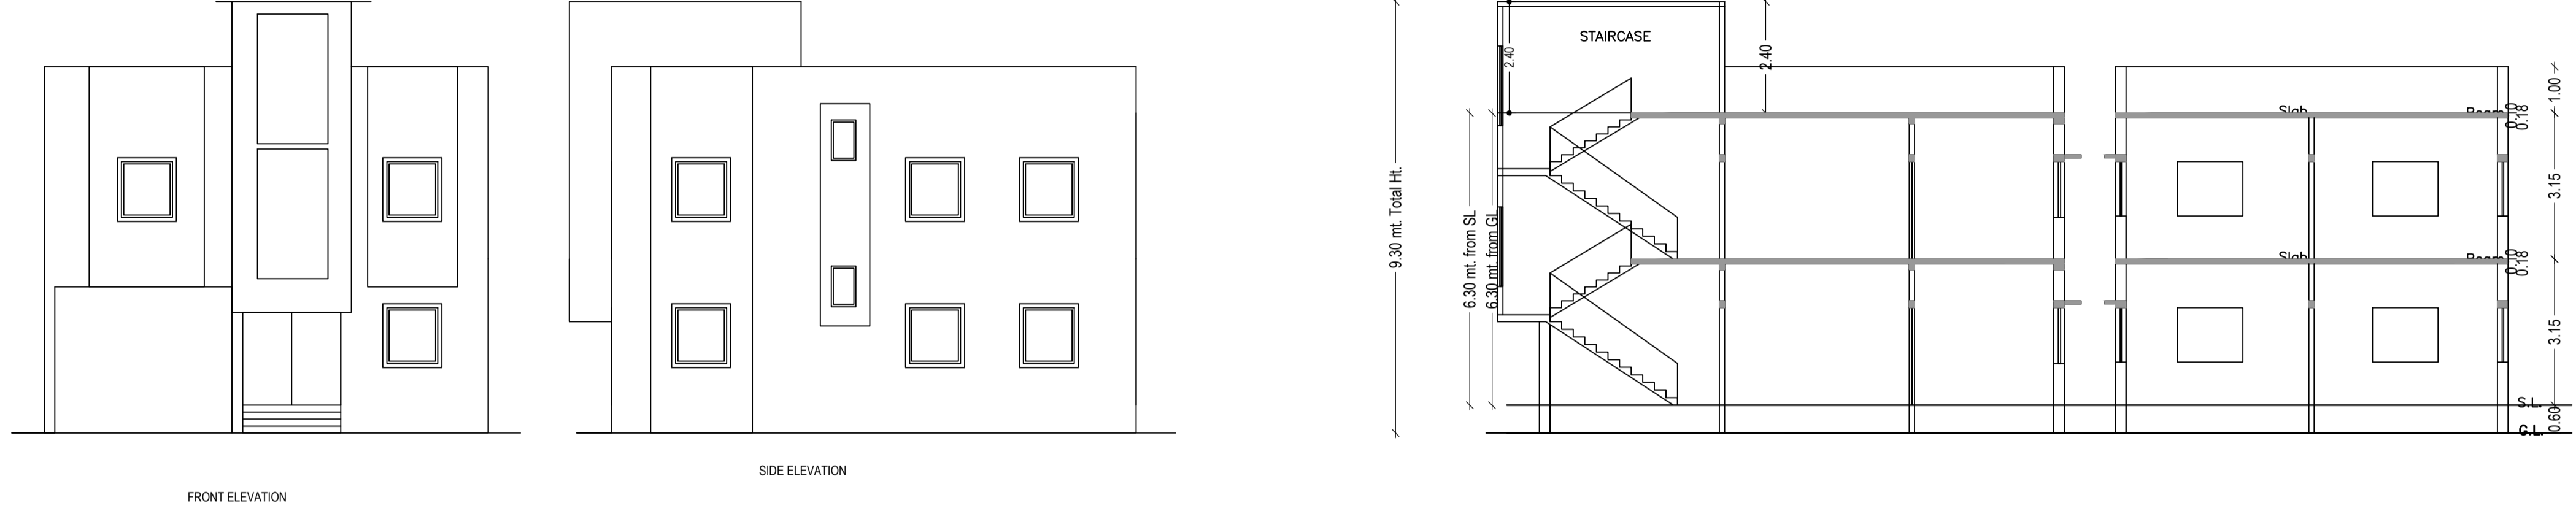 FRONT ELEVATION
SIDE ELEVATION
9.30 mt. Total Ht.
6.30 mt. from SL
6.30 mt. from GL
2.40
STAIRCASE
2.40
Slab
Beam
0.10
0.18
1.00
3.15
Slab
Beam
0.10
0.18
3.15
S.L.
0.60
G.L.